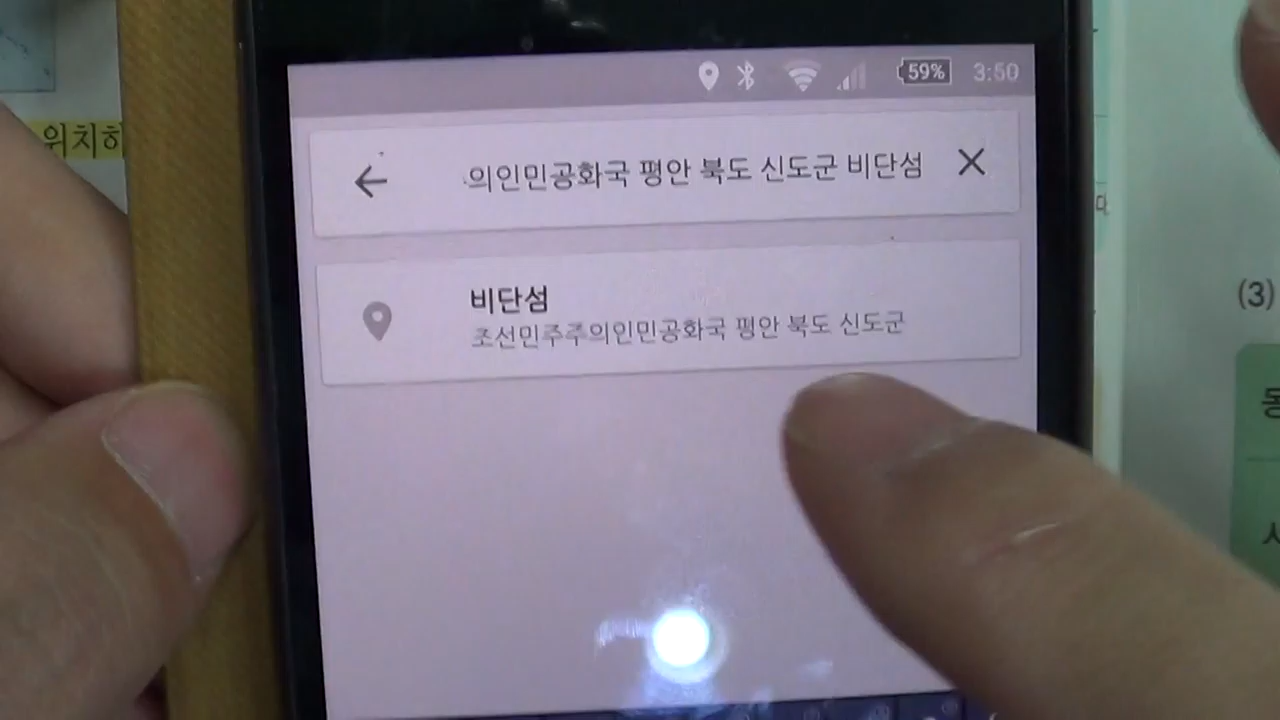 위치하
59% 3:50
의인민공화국 평안 북도 신도군 비단섬
비단섬
조선민주주의인민공화국 평안 북도 신도군
(3)